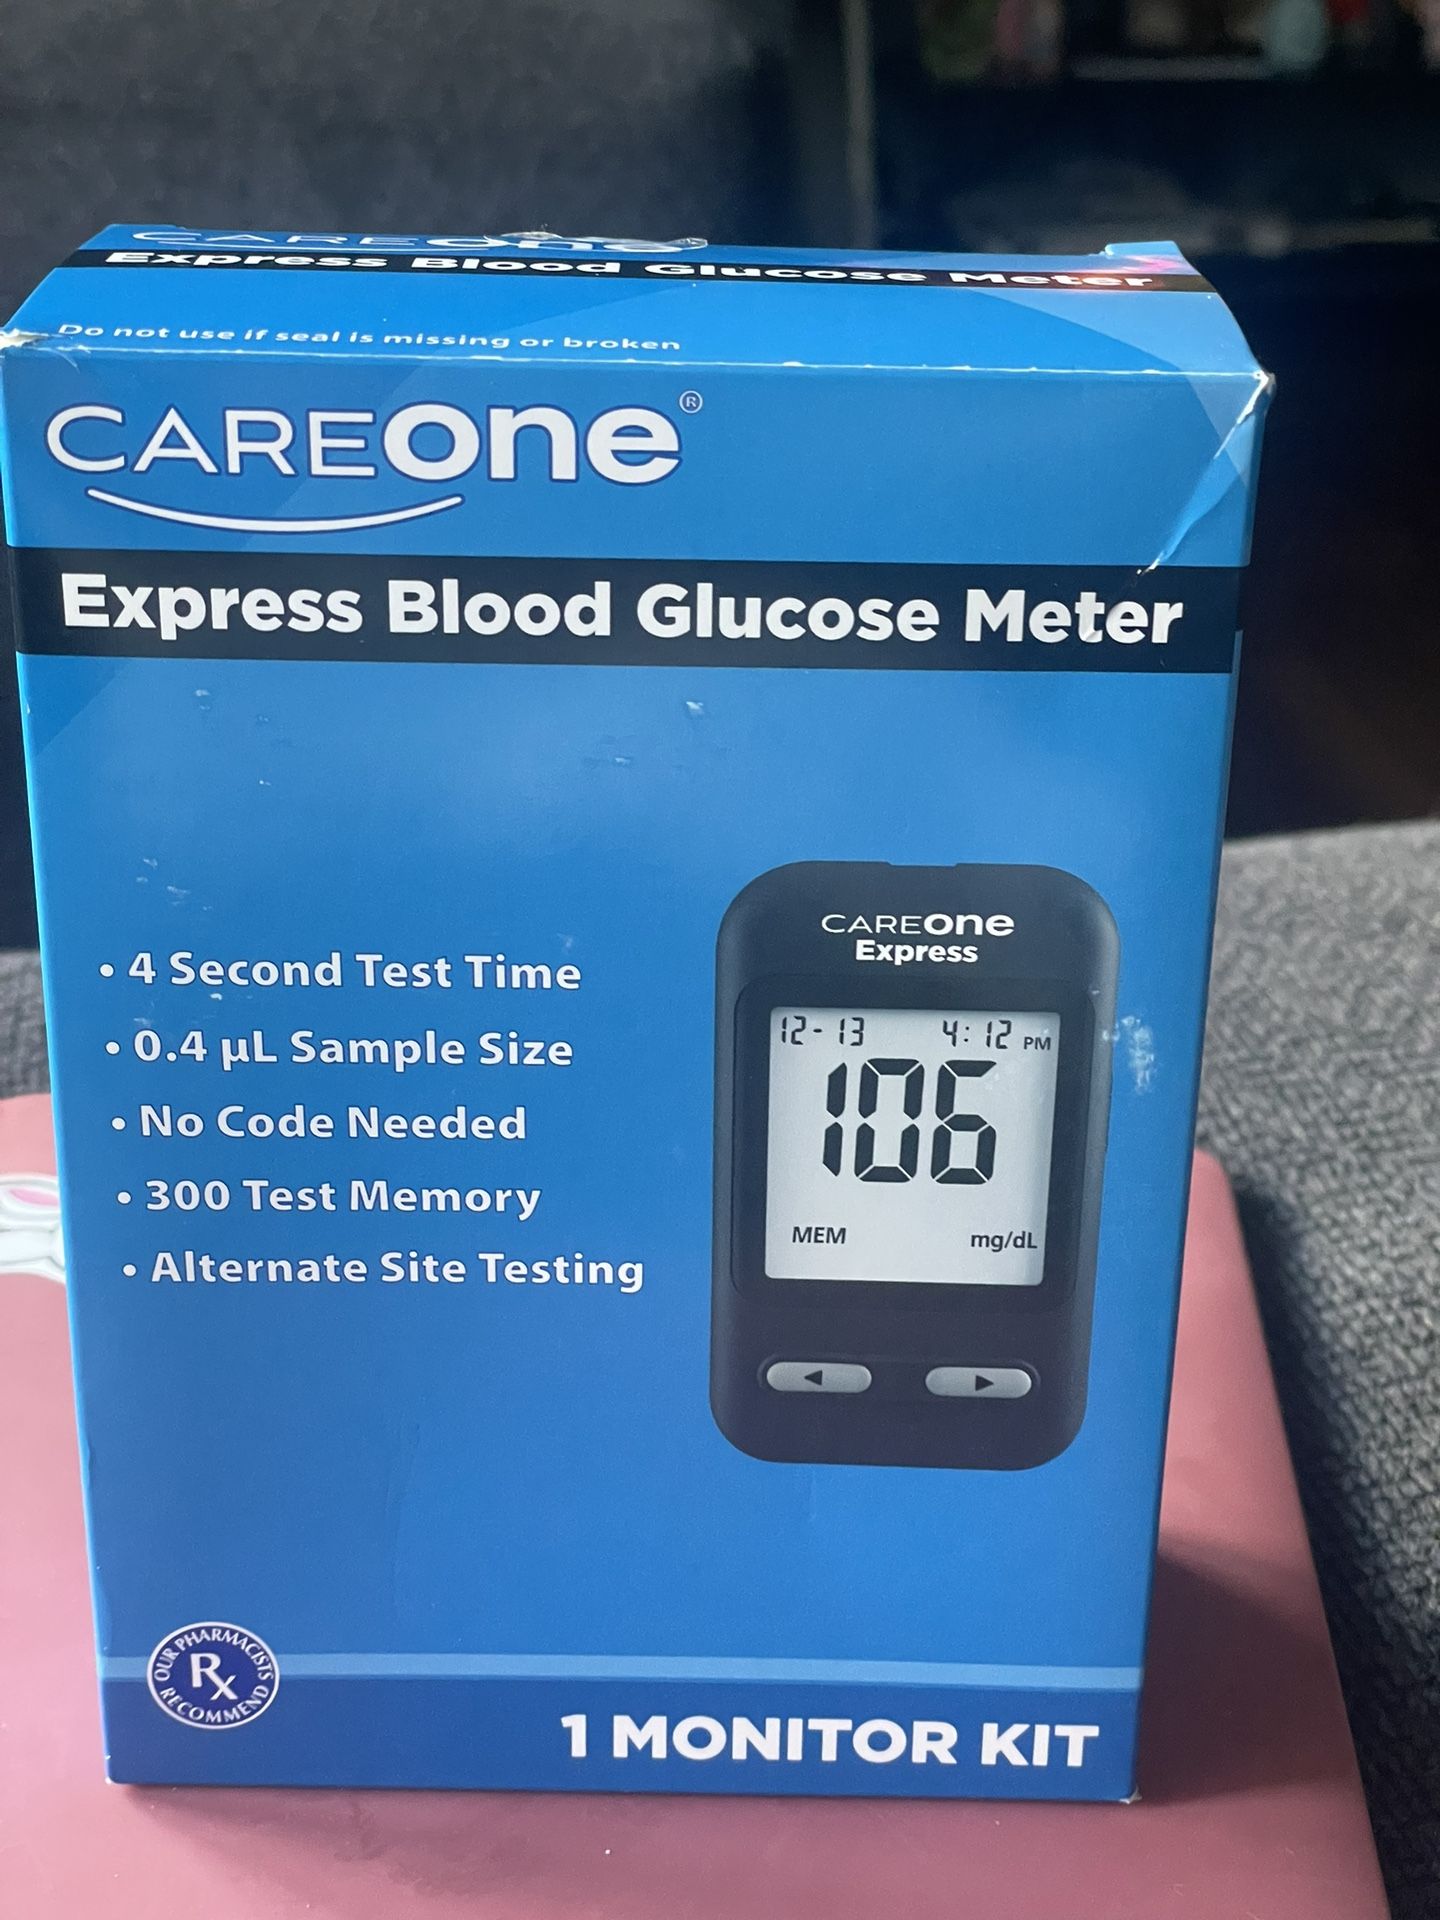 CAREone
Express Blood Glucose Meter
Do not use if seal is missing or broken
CAREone®
Express Blood Glucose Meter
• 4 Second Test Time
• 0.4 µL Sample Size
• No Code Needed
• 300 Test Memory
• Alternate Site Testing
CAREone
Express
12-13 4:12 PM
106
MEM mg/dL
OUR PHARMACISTS
Rx
RECOMMEND
1 MONITOR KIT